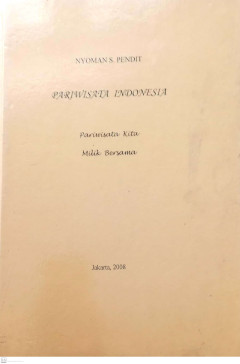 NYOMAN S. PENDIT
PARIWISATA INDONESIA
Pariwisata Kita
Milik Bersama
Jakarta, 2008